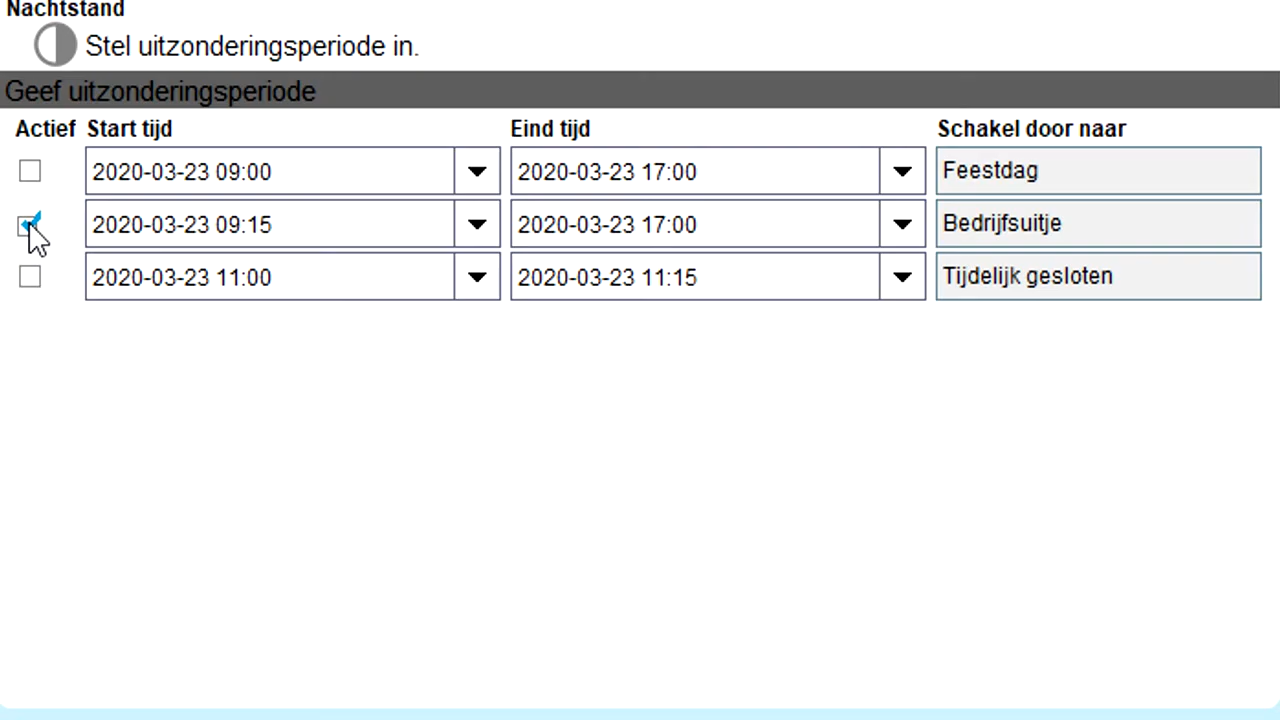 Nachtstand
Stel uitzonderingsperiode in.
Geef uitzonderingsperiode
Actief Start tijd Eind tijd Schakel door naar
2020-03-23 09:00 2020-03-23 17:00 Feestdag
2020-03-23 09:15 2020-03-23 17:00 Bedrijfsuitje
2020-03-23 11:00 2020-03-23 11:15 Tijdelijk gesloten